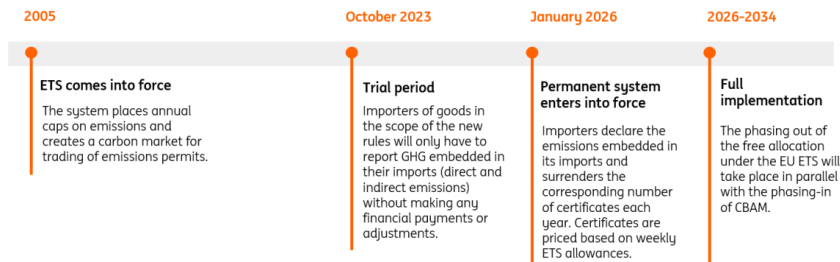 2005
ETS comes into force
The system places annual
caps on emissions and
creates a carbon market for
trading of emissions permits.
October 2023
Trial period
Importers of goods in
the scope of the new
rules will only have to
report GHG embedded in
their imports (direct and
indirect emissions)
without making any
financial payments or
adjustments.
January 2026
Permanent system
enters into force
Importers declare the
emissions embedded in
its imports and
surrenders the
corresponding number
of certificates each
year. Certificates are
priced based on weekly
ETS allowances.
2026-2034
Full
implementation
The phasing out of
the free allocation
under the EU ETS will
take place in parallel
with the phasing-in
of CBAM.